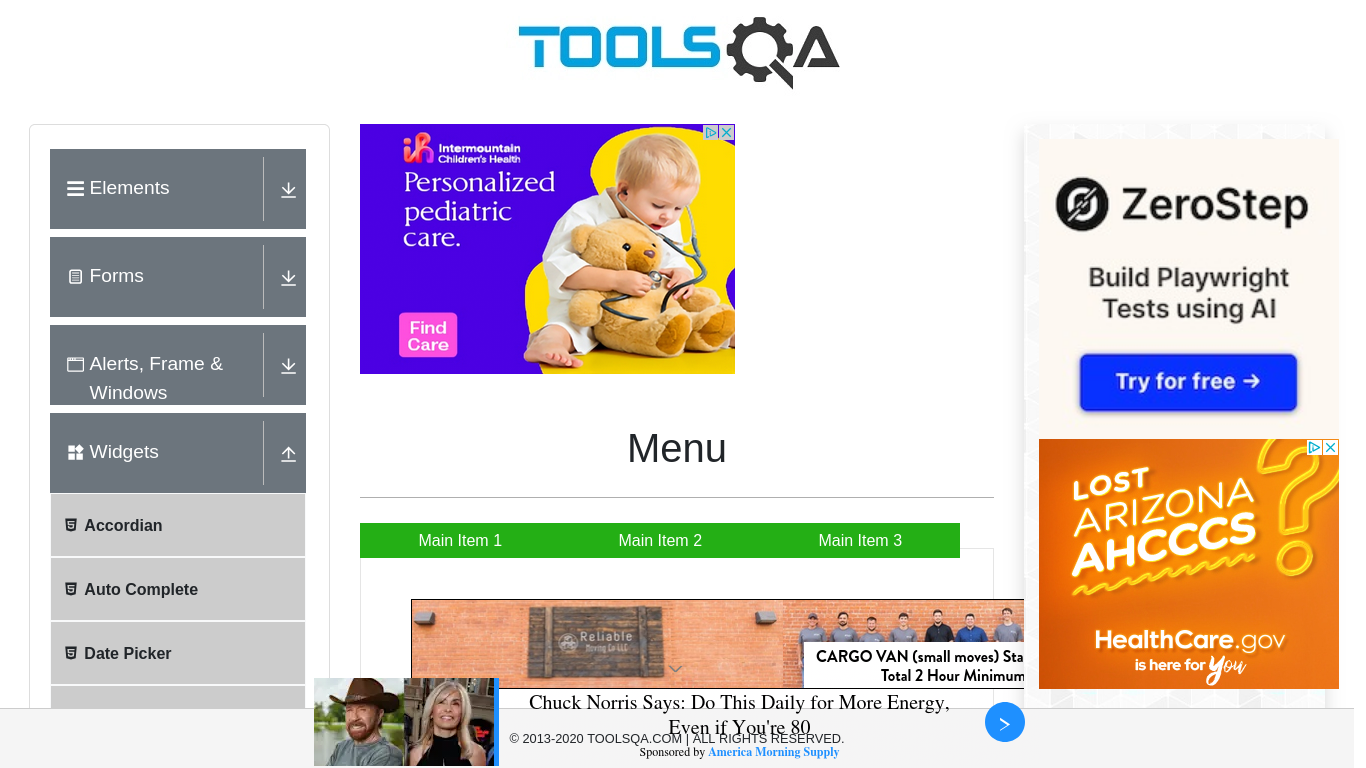 TOOLSQA
Elements
Forms
Alerts, Frame &
Windows
Widgets
Accordian
Auto Complete
Date Picker
Intermountain
Children's Health
Personalized
pediatric
care.
Find
Care
Menu
Main Item 1
Main Item 2
Main Item 3
Reliable
Moving Co LLC
CARGO VAN (small moves) Sta
Total 2 Hour Minimum
Chuck Norris Says: Do This Daily for More Energy,
Even if You're 80
© 2013-2020 TOOLSQA.COM | ALL RIGHTS RESERVED.
Sponsored by America Morning Supply
ZeroStep
Build Playwright
Tests using AI
Try for free →
LOST
ARIZONA
AHCCCS
?
HealthCare.gov
is here for you